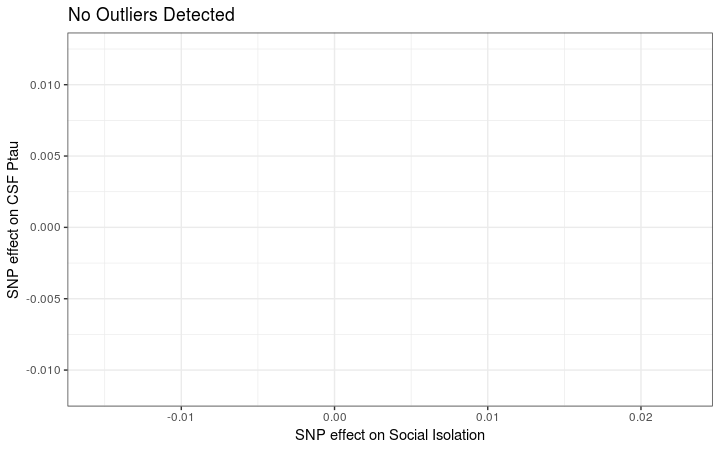 No Outliers Detected
SNP effect on CSF Ptau
0.010
0.005
0.000
-0.005
-0.010
-0.01 0.00 0.01 0.02
SNP effect on Social Isolation